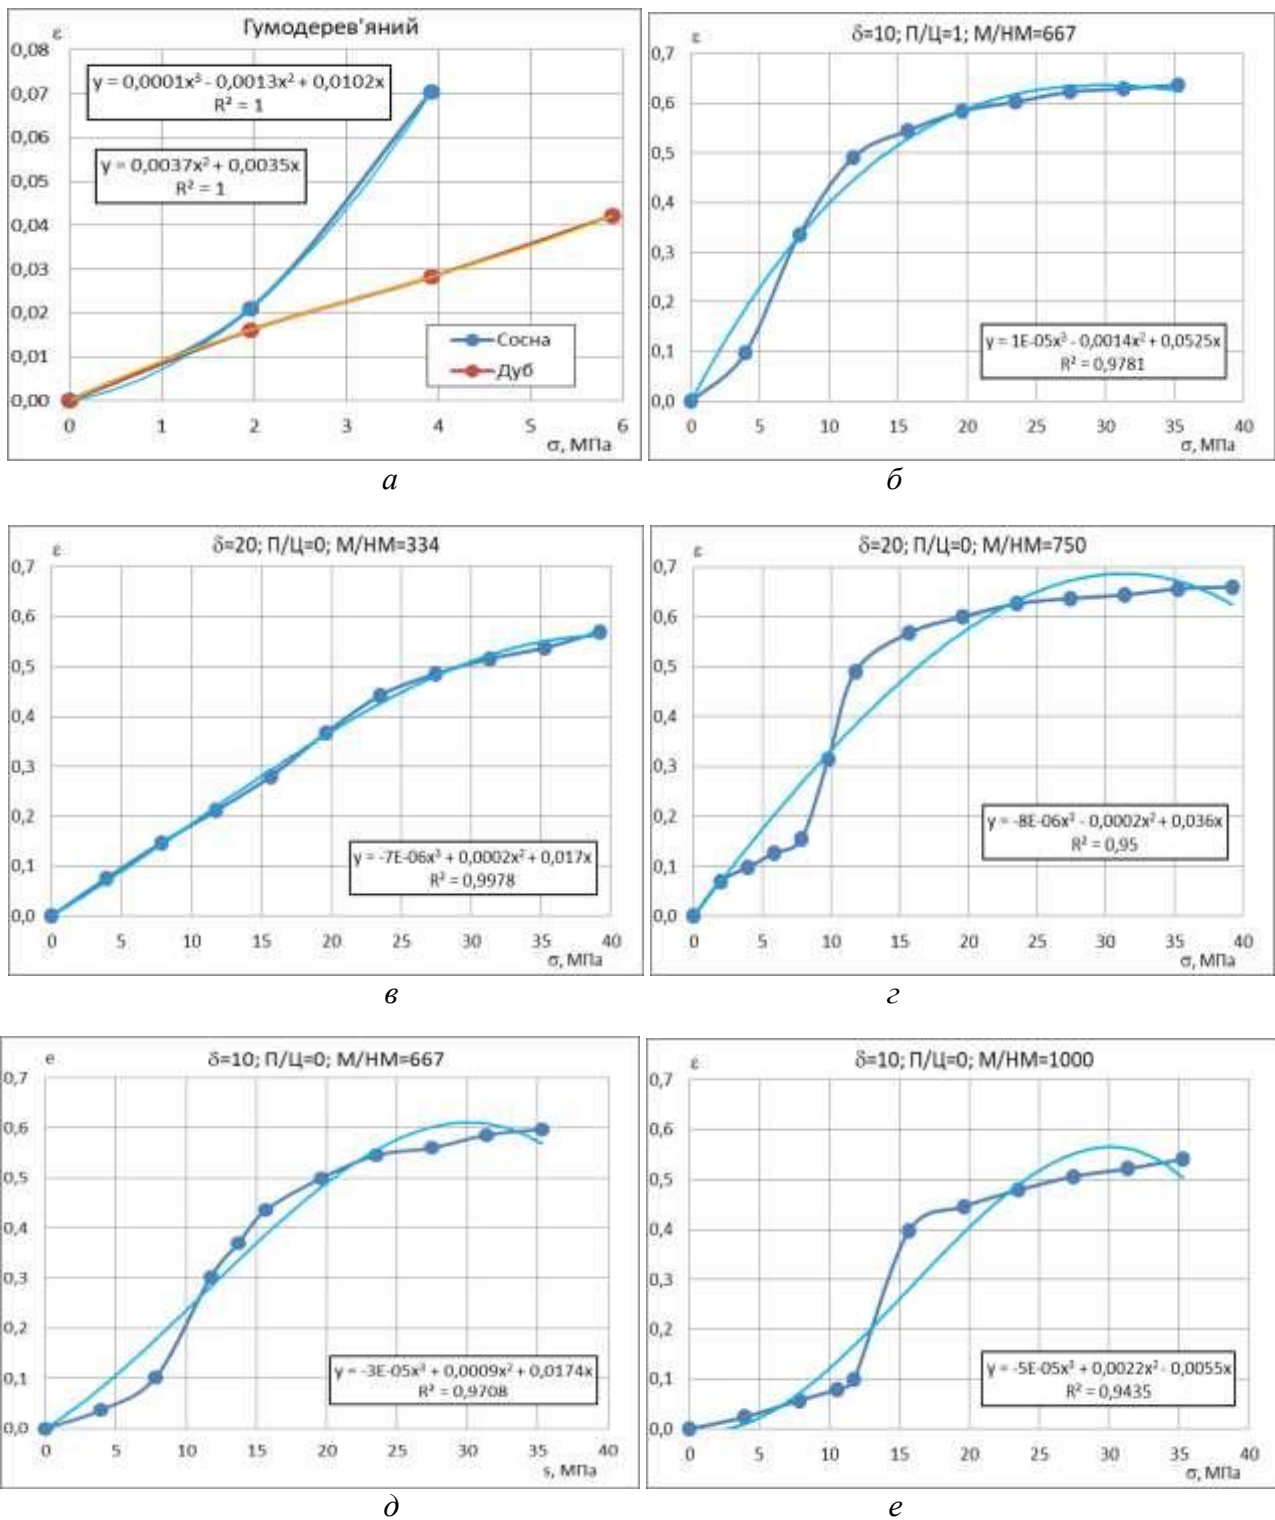 Гумодерев'яний
ε
0,08
0,07
0,06
0,05
0,04
0,03
0,02
0,01
0,00
y = 0,0001x³ - 0,0013x² + 0,0102x
R² = 1
y = 0,0037x² + 0,0035x
R² = 1
Сосна
Дуб
0 1 2 3 4 5 6
σ, МПа
а
ε
δ=10; П/Ц=1; М/НМ=667
0,7
0,6
0,5
0,4
0,3
0,2
0,1
0,0
y = 1E-05x³ - 0,0014x² + 0,0525x
R² = 0,9781
0 5 10 15 20 25 30 35 40
σ, МПа
б
δ=20; П/Ц=0; М/НМ=334
ε
0,7
0,6
0,5
0,4
0,3
0,2
0,1
0,0
y = -7E-06x³ + 0,0002x² + 0,017x
R² = 0,9978
0 5 10 15 20 25 30 35 40
σ, МПа
в
δ=20; П/Ц=0; М/НМ=750
ε
0,7
0,6
0,5
0,4
0,3
0,2
0,1
0,0
y = -8E-06x³ - 0,0002x² + 0,036x
R² = 0,95
0 5 10 15 20 25 30 35 40
σ, МПа
г
e
δ=10; П/Ц=0; М/НМ=667
0,7
0,6
0,5
0,4
0,3
0,2
0,1
0,0
y = -3E-05x³ + 0,0009x² + 0,0174x
R² = 0,9708
0 5 10 15 20 25 30 35 40
s, МПа
д
ε
δ=10; П/Ц=0; М/НМ=1000
0,7
0,6
0,5
0,4
0,3
0,2
0,1
0,0
y = -5E-05x³ + 0,0022x² - 0,0055x
R² = 0,9435
0 5 10 15 20 25 30 35 40
σ, МПа
е